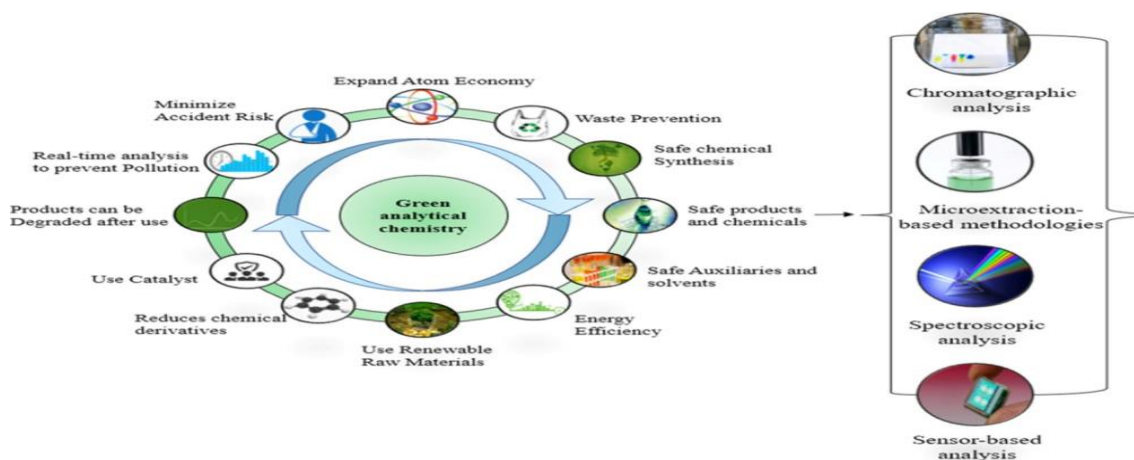 Expand Atom Economy
Waste Prevention
Safe chemical
Synthesis
Safe products
and chemicals
Safe Auxiliaries and
solvents
Energy
Efficiency
Use Renewable
Raw Materials
Reduces chemical
derivatives
Use Catalyst
Products can be
Degraded after use
Real-time analysis
to prevent Pollution
Minimize
Accident Risk
Green
analytical
chemistry
Chromatographic
analysis
Microextraction-
based methodologies
Spectroscopic
analysis
Sensor-based
analysis